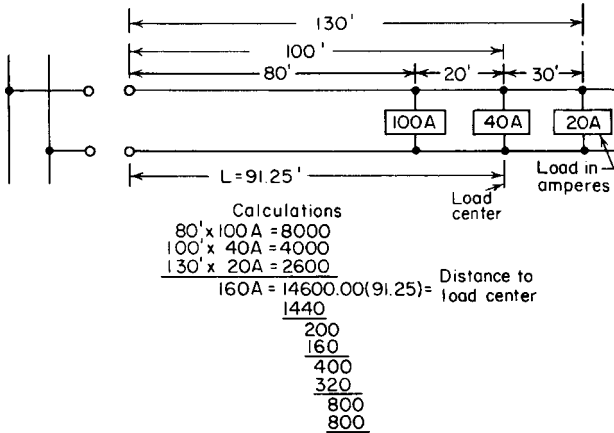 130'
100'
80' 20' 30'
100A 40A 20A
L=91.25'
Load center
Load in amperes
Calculations
80' x 100A = 8000
100' x 40A = 4000
130' x 20A = 2600
160A = 14600.00(91.25)= Distance to load center
1440
200
160
400
320
800
800